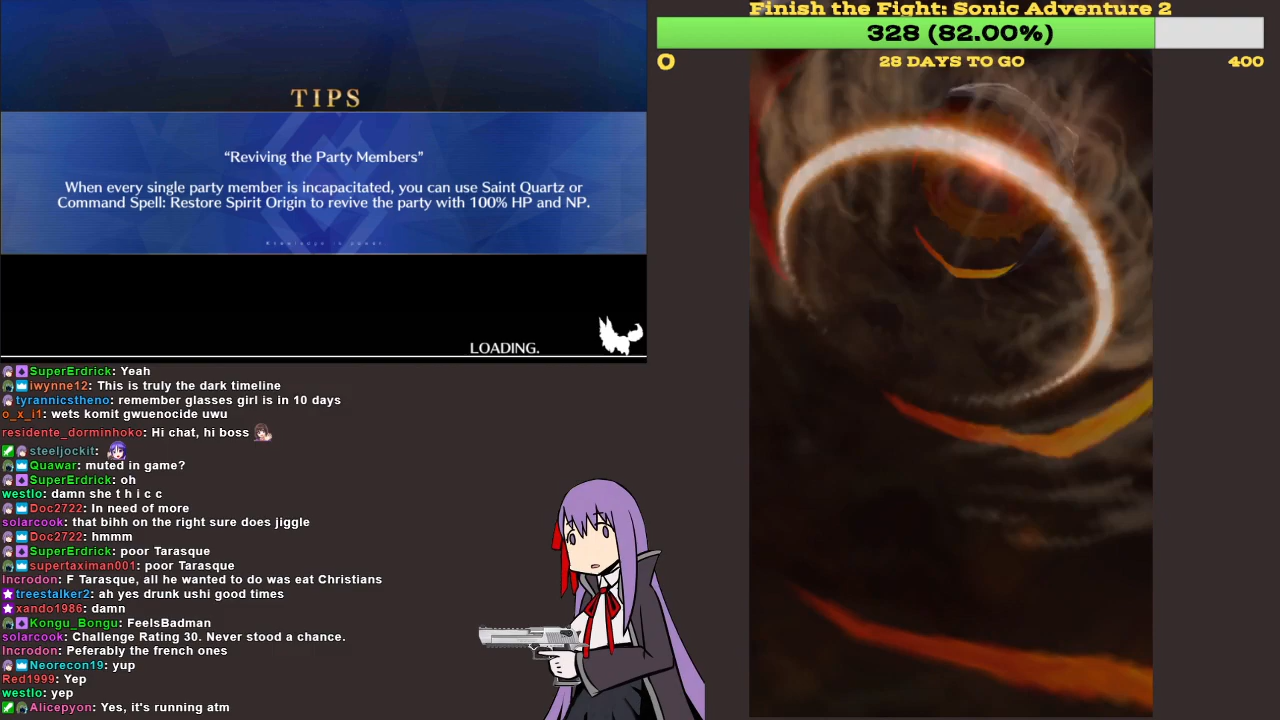 TIPS
“Reviving the Party Members”
When every single party member is incapacitated, you can use Saint Quartz or
Command Spell: Restore Spirit Origin to revive the party with 100% HP and NP.
LOADING.
Finish the Fight: Sonic Adventure 2
328 (82.00%)
0 28 DAYS TO GO 400
SuperErdrick: Yeah
iwynne12: This is truly the dark timeline
tyrannicstheno: remember glasses girl is in 10 days
o_x_i1: wets komit gwuenocide uwu
residente_dorminhoko: Hi chat, hi boss
steeljockit:
Quawar: muted in game?
SuperErdrick: oh
westlo: damn she t h i c c
Doc2722: In need of more
solarcook: that bihh on the right sure does jiggle
Doc2722: hmmm
SuperErdrick: poor Tarasque
supertaximan001: poor Tarasque
Incrodon: F Tarasque, all he wanted to do was eat Christians
treestalker2: ah yes drunk ushi good times
xando1986: damn
Kongu_Bongu: FeelsBadman
solarcook: Challenge Rating 30. Never stood a chance.
Incrodon: Peferably the french ones
Neorecon19: yup
Red1999: Yep
westlo: yep
Alicepyon: Yes, it's running atm